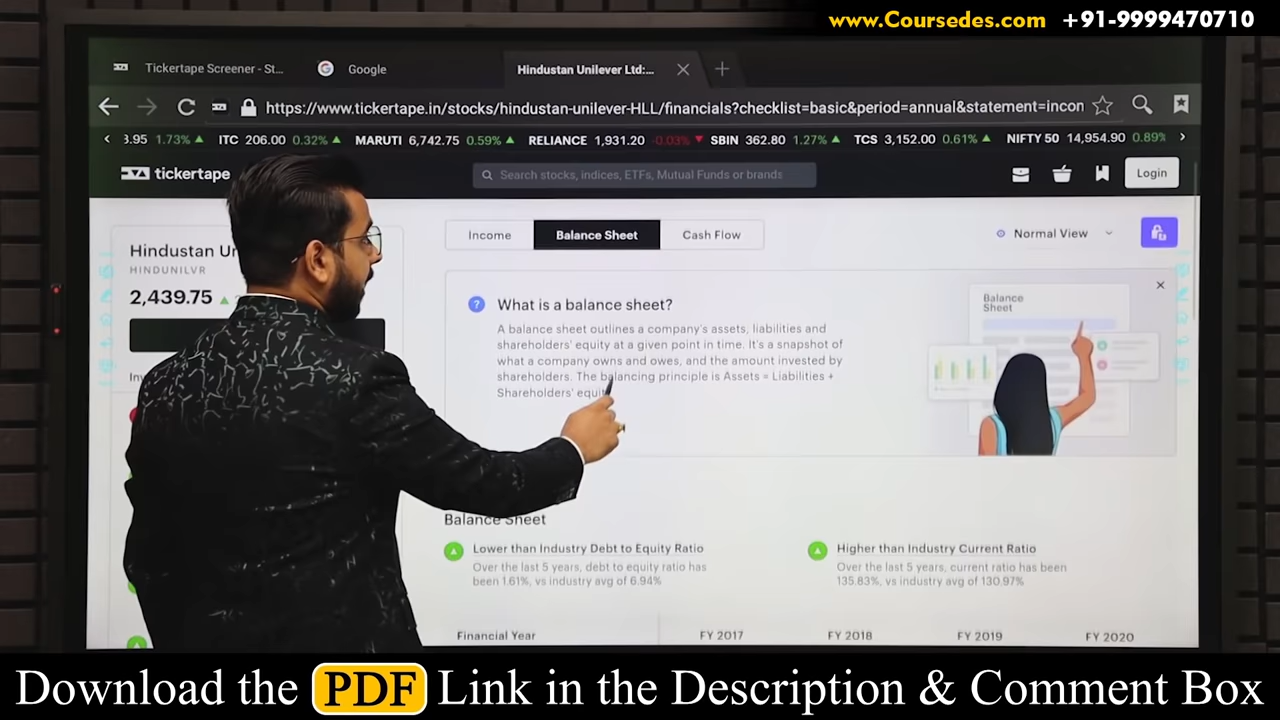 www.Coursedes.com +91-9999470710
Tickertape Screener - St...
Google
Hindustan Unilever Ltd:...
https://www.tickertape.in/stocks/hindustan-unilever-HLL/financials?checklist=basic&period=annual&statement=incon
3.95 1.73% ITC 206.00 0.32% MARUTI 6,742.75 0.59% RELIANCE 1,931.20 -0.03% SBIN 362.80 1.27% TCS 3,152.00 0.61% NIFTY 50 14,954.90 0.89%
tickertape
Search stocks, indices, ETFs, Mutual Funds or brands
Login
Hindustan Un
HINDUNILVR
2,439.75
Income
Balance Sheet
Cash Flow
Normal View
What is a balance sheet?
A balance sheet outlines a company's assets, liabilities and
shareholders' equity at a given point in time. It's a snapshot of
what a company owns and owes, and the amount invested by
shareholders. The balancing principle is Assets = Liabilities +
Shareholders' equi
Balance
Sheet
Balance Sheet
Lower than Industry Debt to Equity Ratio
Over the last 5 years, debt to equity ratio has
been 1.61%, vs industry avg of 6.94%
Higher than Industry Current Ratio
Over the last 5 years, current ratio has been
135.83%, vs industry avg of 130.97%
Financial Year FY 2017 FY 2018 FY 2019 FY 2020
Download the PDF Link in the Description & Comment Box